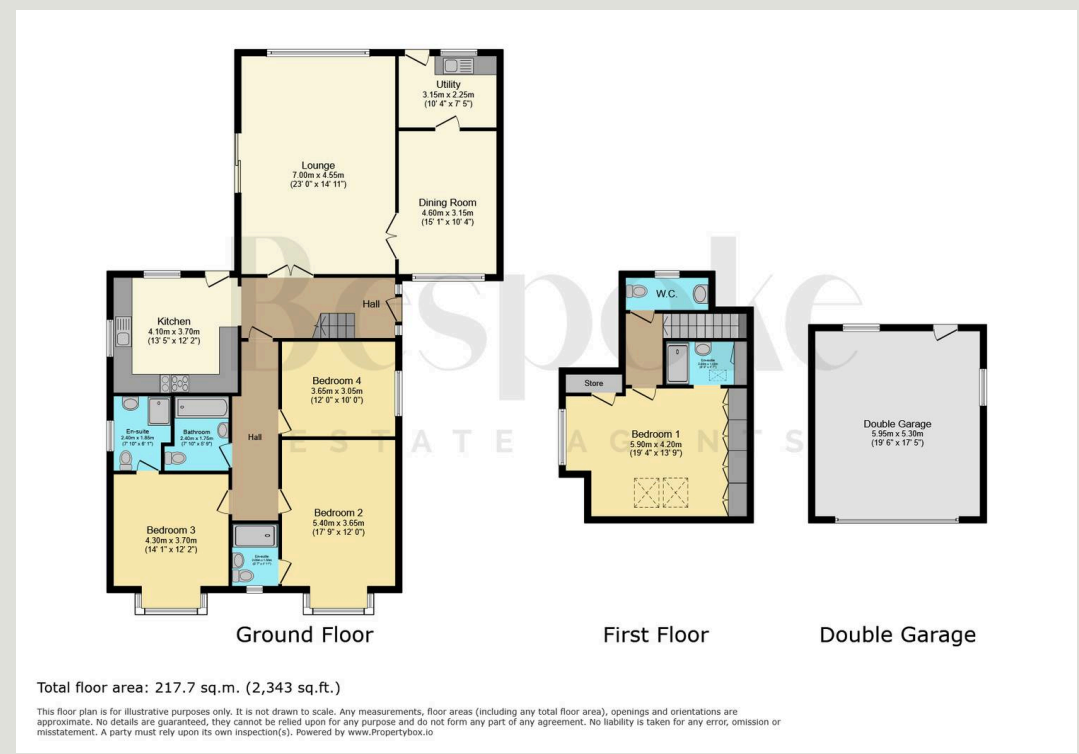 Utility
3.15m x 2.25m
(10' 4" x 7' 5")
Lounge
7.00m x 4.55m
(23' 0" x 14' 11")
Dining Room
4.60m x 3.15m
(15' 1" x 10' 4")
Bespoke
ESTATE AGENTS
Hall
Kitchen
4.10m x 3.70m
(13' 5" x 12' 2")
Bedroom 4
3.65m x 3.05m
(12' 0" x 10' 0")
En-suite
2.40m x 1.85m
(7' 10" x 6' 1")
Bathroom
2.40m x 1.75m
(7' 10" x 5' 9")
Hall
Bedroom 3
4.30m x 3.70m
(14' 1" x 12' 2")
Bedroom 2
5.40m x 3.65m
(17' 9" x 12' 0")
En-suite
Ground Floor
W.C.
En-suite
Store
Bedroom 1
5.90m x 4.20m
(19' 4" x 13' 9")
First Floor
Double Garage
5.95m x 5.30m
(19' 6" x 17' 5")
Double Garage
Total floor area: 217.7 sq.m. (2,343 sq.ft.)
This floor plan is for illustrative purposes only. It is not drawn to scale. Any measurements, floor areas (including any total floor area), openings and orientations are
approximate. No details are guaranteed, they cannot be relied upon for any purpose and do not form any part of any agreement. No liability is taken for any error, omission or
misstatement. A party must rely upon its own inspection(s). Powered by www.Propertybox.io